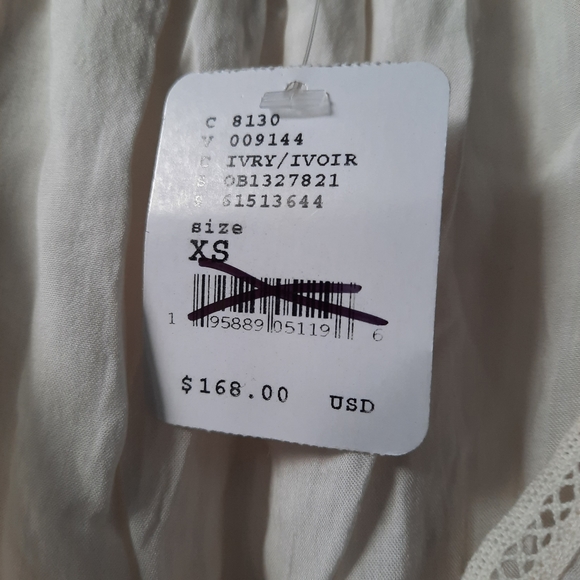 C 8130
V 009144
E IVRY/IVOIR
S OB1327821
S 61513644
size
XS
1 95889 05119 6
$168.00 USD